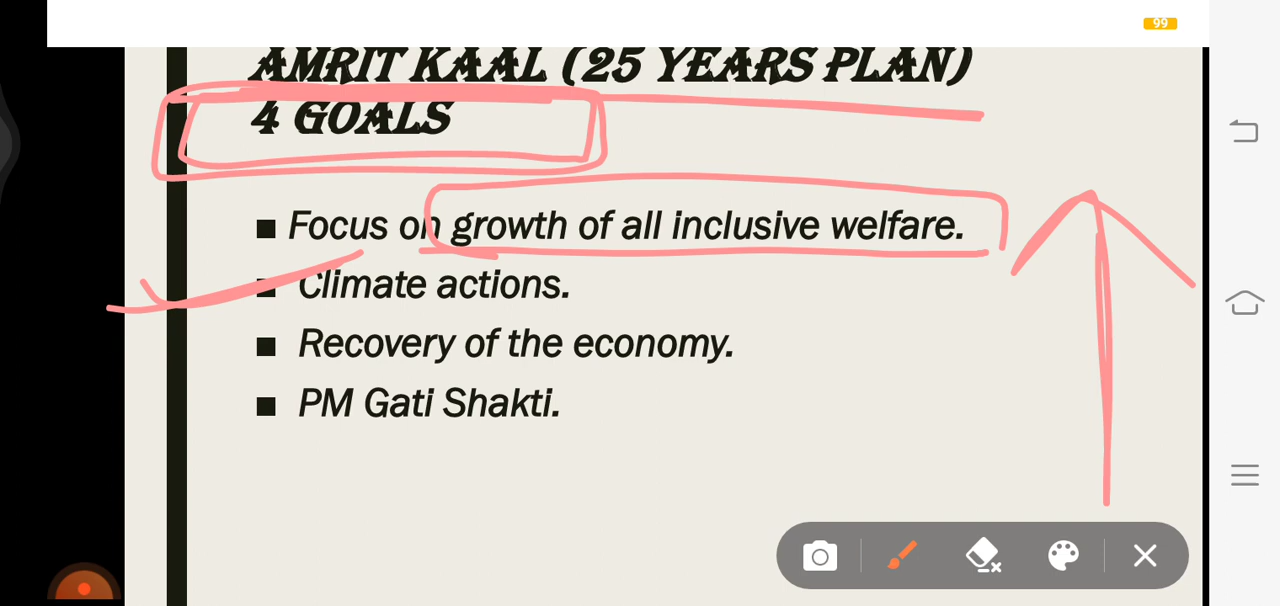 99
AMRIT KAAL (25 YEARS PLAN)
4 GOALS
■ Focus on growth of all inclusive welfare.
■ Climate actions.
■ Recovery of the economy.
■ PM Gati Shakti.